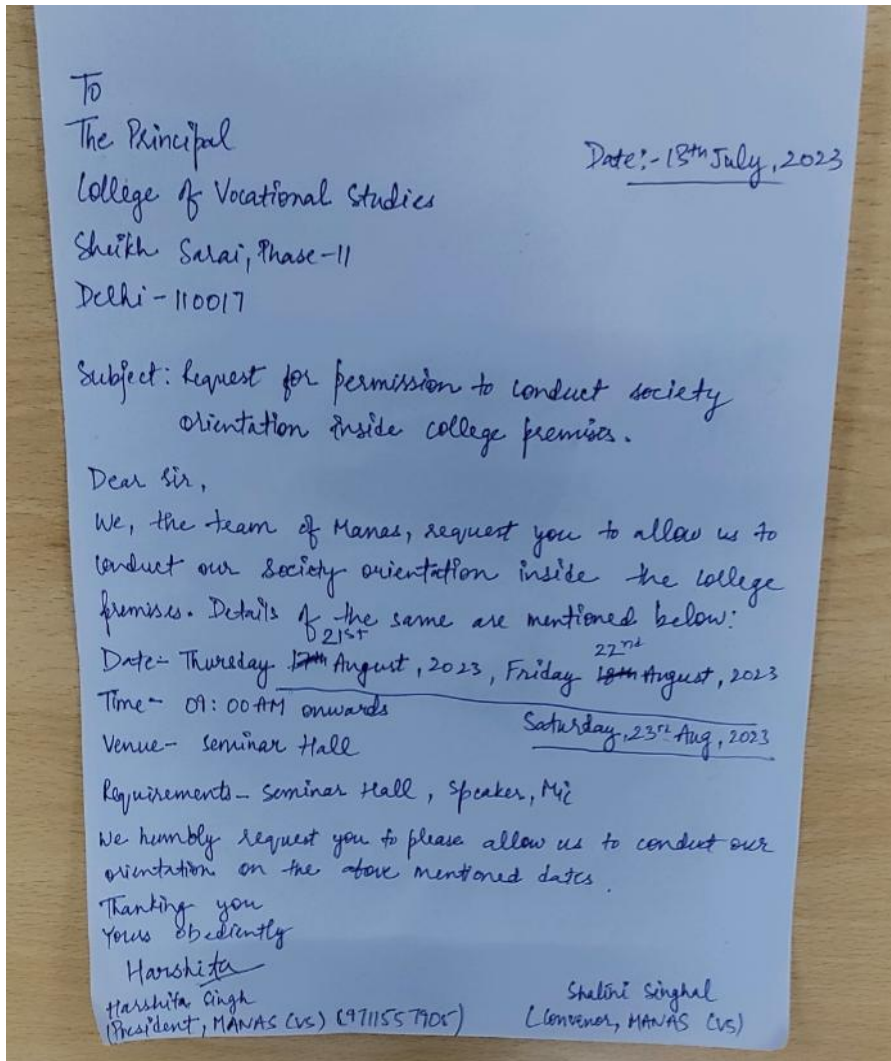 To
The Principal
Date:- 18th July, 2023
College of Vocational Studies
Sheikh Sarai, Phase-11
Delhi - 110017
Subject: Request for permission to conduct society
orientation inside college premises.
Dear Sir,
We, the team of Manas, request you to allow us to
conduct our society orientation inside the college
premises. Details of the same are mentioned below:
21st 22nd
Date- Thursday 17th August, 2023, Friday 18th August, 2023
Time- 09:00 AM onwards
Saturday, 23rd Aug, 2023
Venue- Seminar Hall
Requirements- Seminar Hall, Speaker, Mic
We humbly request you to please allow us to conduct our
orientation on the above mentioned dates.
Thanking you
Yours obediently
Harshita
Harshita Singh
(President, MANAS CVS) (9711557905)
Shalini Singhal
(Convenor, MANAS CVS)